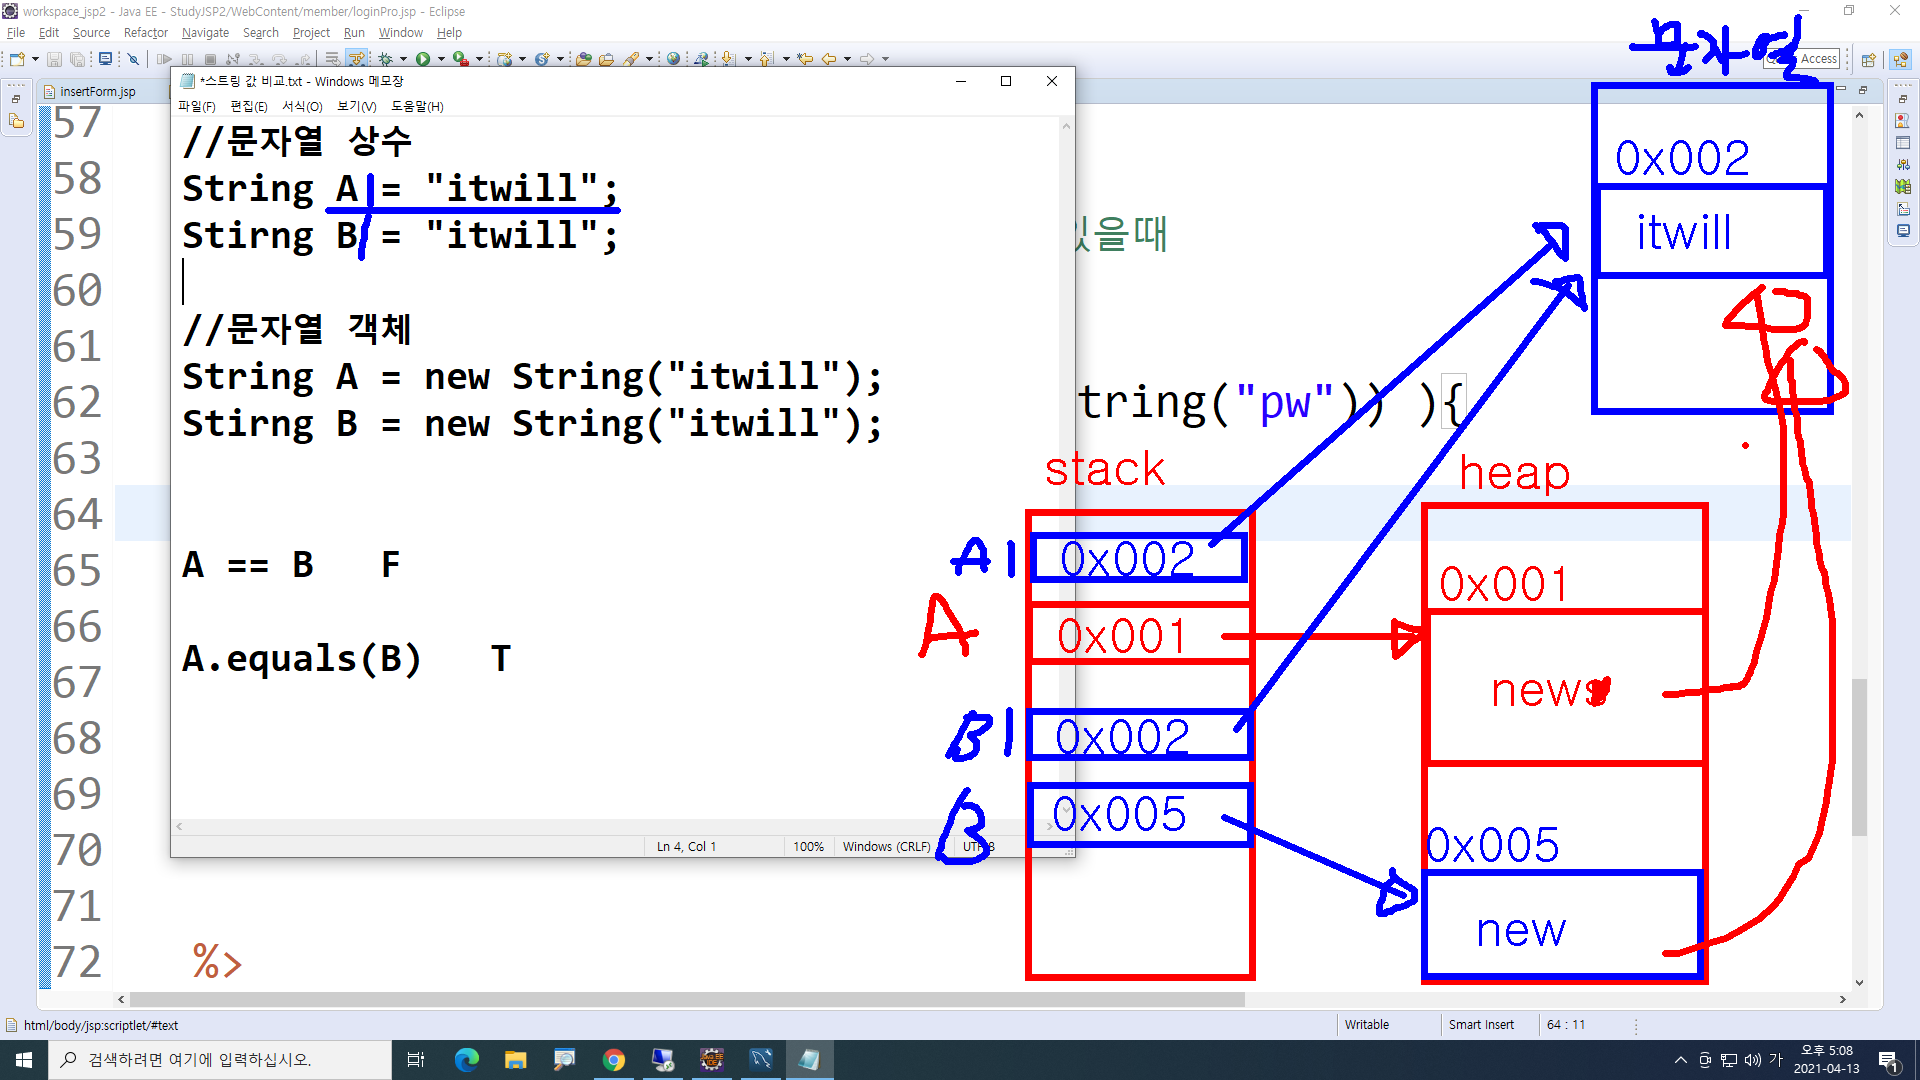 workspace_jsp2 - Java EE - StudyJSP2/WebContent/member/loginPro.jsp - Eclipse
File Edit Source Refactor Navigate Search Project Run Window Help
Access
insertForm.jsp
*스트링 값 비교.txt - Windows 메모장
파일(F) 편집(E) 서식(O) 보기(V) 도움말(H)
//문자열 상수
String A1= "itwill";
Stirng B1 = "itwill";
//문자열 객체
String A = new String("itwill");
Stirng B = new String("itwill");
A == B F
A.equals(B) T
Ln 4, Col 1 100% Windows (CRLF)
57
58
59
60
61
62
63
64
65
66
67
68
69
70
71
72 %>
있을때
tring("pw")) ){
문자열
0x002
itwill
stack
A1 0x002
A 0x001
B1 0x002
B 0x005
heap
0x001
new
0x005
new
html/body/jsp:scriptlet/#text Writable Smart Insert 64 : 11
검색하려면 여기에 입력하십시오.
가
오후 5:08
2021-04-13
1